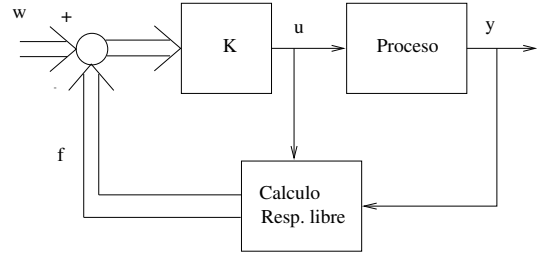 w
+
K
u
Proceso
y
-
f
Calculo
Resp. libre